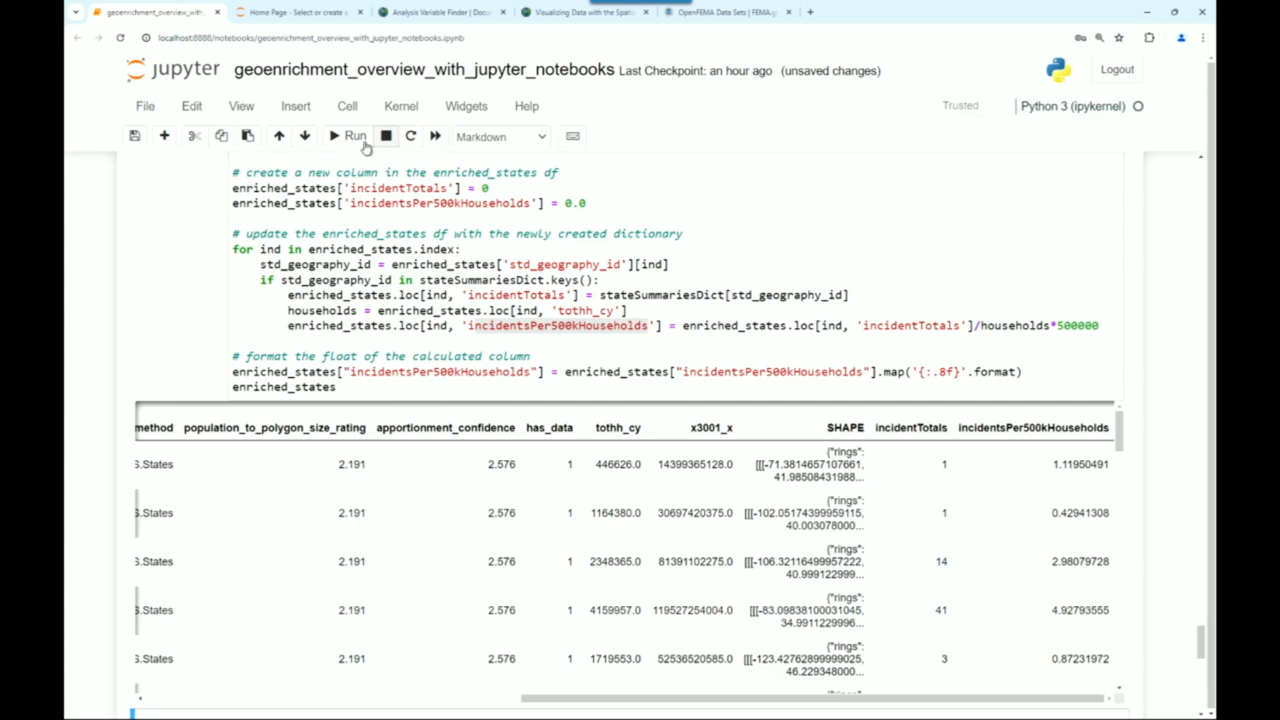 geoenrichment_overview_with_
Home Page - Select or create a
Analysis Variable Finder | Docu
Visualizing Data with the Spati
OpenFEMA Data Sets | FEMA.g
localhost:8888/notebooks/geoenrichment_overview_with_jupyter_notebooks.ipynb
jupyter geoenrichment_overview_with_jupyter_notebooks Last Checkpoint: an hour ago (unsaved changes)
Logout
File Edit View Insert Cell Kernel Widgets Help
Trusted
Python 3 (ipykernel)
Run
Markdown
# create a new column in the enriched_states df
enriched_states['incidentTotals'] = 0
enriched_states['incidentsPer500kHouseholds'] = 0.0
# update the enriched_states df with the newly created dictionary
for ind in enriched_states.index:
std_geography_id = enriched_states['std_geography_id'][ind]
if std_geography_id in stateSummariesDict.keys():
enriched_states.loc[ind, 'incidentTotals'] = stateSummariesDict[std_geography_id]
households = enriched_states.loc[ind, 'tothh_cy']
enriched_states.loc[ind, 'incidentsPer500kHouseholds'] = enriched_states.loc[ind, 'incidentTotals']/households*500000
# format the float of the calculated column
enriched_states["incidentsPer500kHouseholds"] = enriched_states["incidentsPer500kHouseholds"].map('{:.8f}'.format)
enriched_states
method population_to_polygon_size_rating apportionment_confidence has_data tothh_cy x3001_x SHAPE incidentTotals incidentsPer500kHouseholds
{"rings":
S.States 2.191 2.576 1 446626.0 14399365128.0 [[[-71.3814657107661, 1 1.11950491
41.98508431988...
{"rings":
S.States 2.191 2.576 1 1164380.0 30697420375.0 [[[-102.05174399959115, 1 0.42941308
40.003078000...
{"rings":
S.States 2.191 2.576 1 2348365.0 81391102275.0 [[[-106.32116499957222, 14 2.98079728
40.999122999...
{"rings":
S.States 2.191 2.576 1 4159957.0 119527254004.0 [[[-83.09838100031045, 41 4.92793555
34.9911229996...
{"rings":
S.States 2.191 2.576 1 1719553.0 52536520585.0 [[[-123.42762899999025, 3 0.87231972
46.229348000...
{"rings":